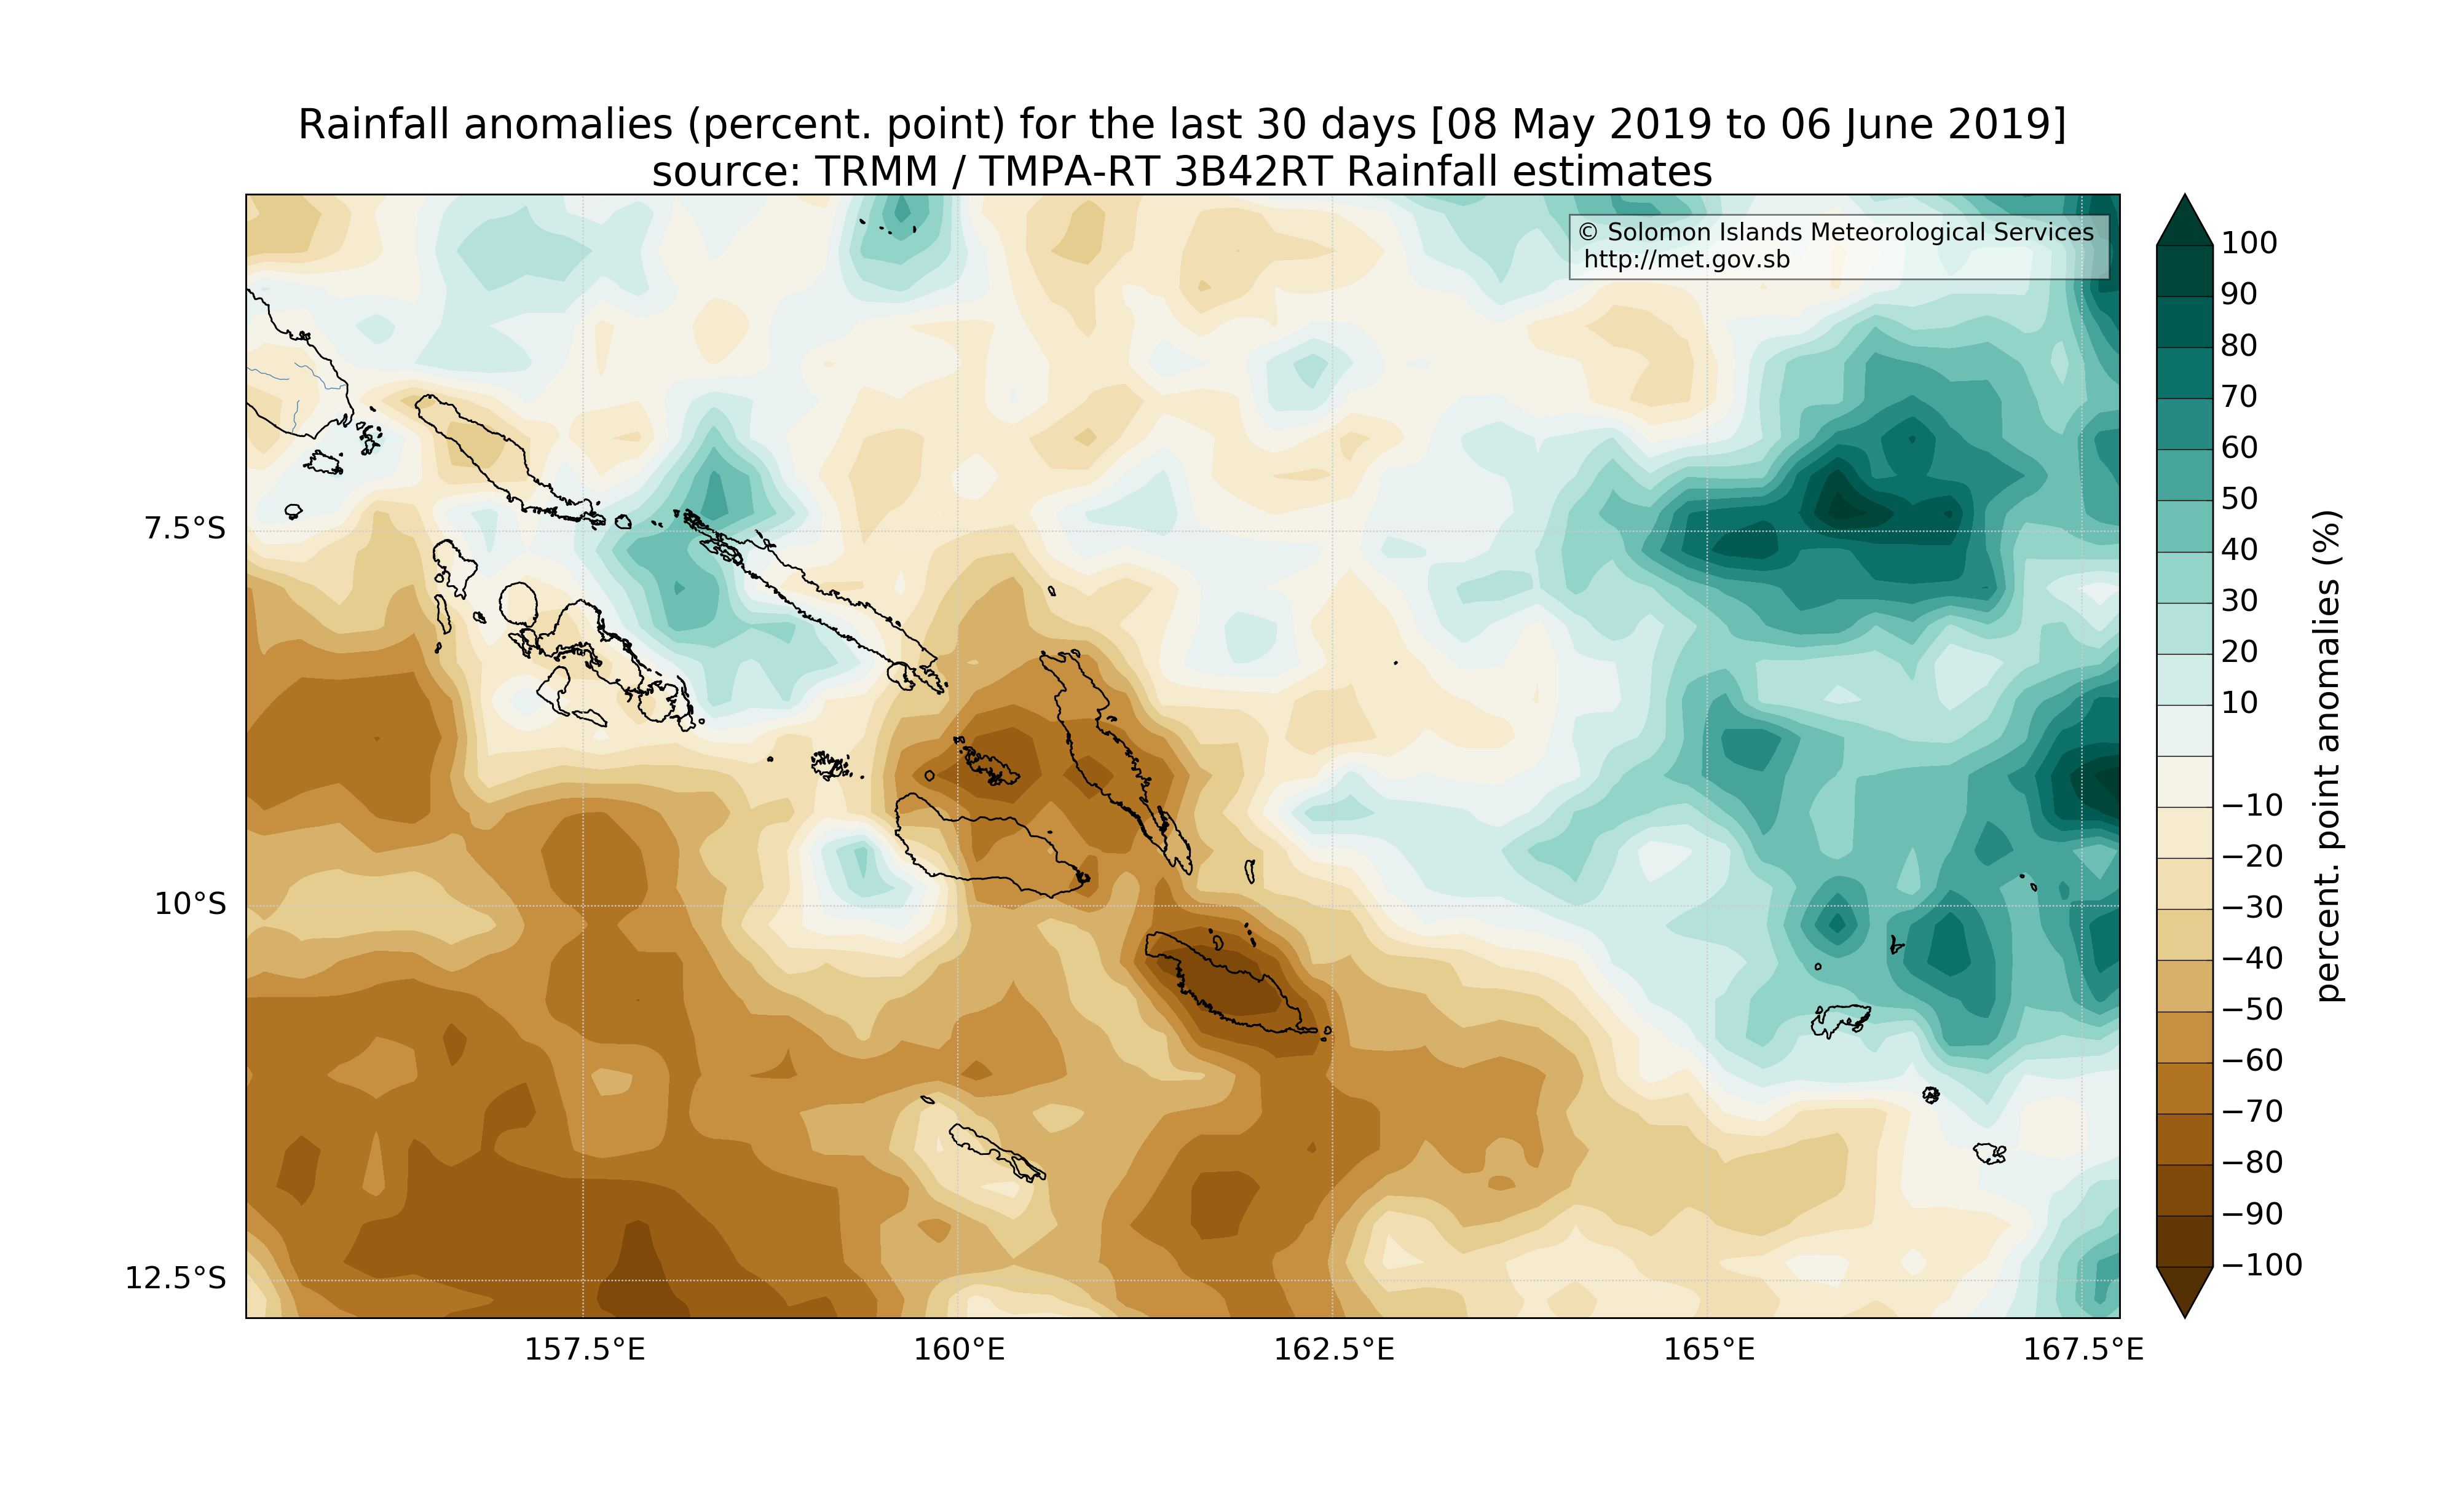 Rainfall anomalies (percent. point) for the last 30 days [08 May 2019 to 06 June 2019]
source: TRMM / TMPA-RT 3B42RT Rainfall estimates
© Solomon Islands Meteorological Services
http://met.gov.sb
7.5°S
10°S
12.5°S
157.5°E
160°E
162.5°E
165°E
167.5°E
100
90
80
70
60
50
40
30
20
10
−10
−20
−30
−40
−50
−60
−70
−80
−90
−100
percent. point anomalies (%)